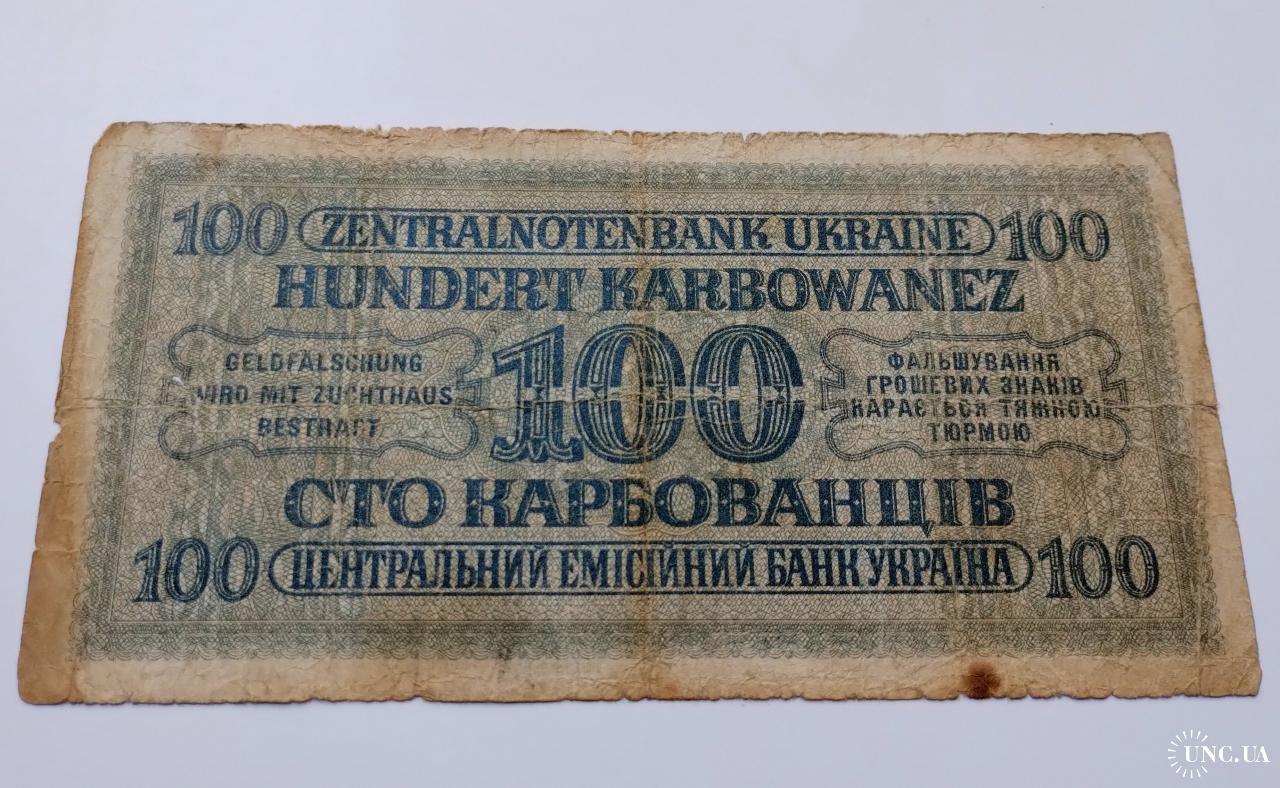 100 ZENTRALNOTENBANK UKRAINE 100
HUNDERT KARBOWANEZ
GELDFÄLSCHUNG
WIRD MIT ZUCHTHAUS
BESTRAFT
100
ФАЛЬШУВАННЯ
ГРОШЕВИХ ЗНАКІВ
КАРАЄТЬСЯ ТЯЖКОЮ
ТЮРМОЮ
СТО КАРБОВАНЦІВ
100 ЦЕНТРАЛЬНИЙ ЕМІСІЙНИЙ БАНК УКРАЇНА 100
UNC.UA